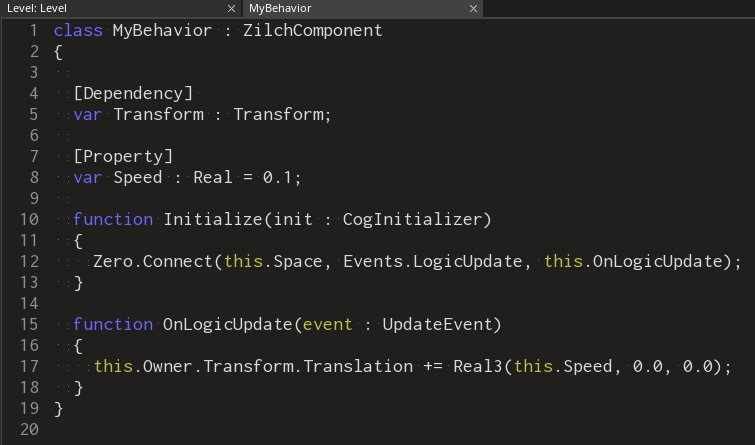 Level: Level × MyBehavior ×
1 class MyBehavior : ZilchComponent
2 {
3
4 [Dependency]
5 var Transform : Transform;
6
7 [Property]
8 var Speed : Real = 0.1;
9
10 function Initialize(init : CogInitializer)
11 {
12 Zero.Connect(this.Space, Events.LogicUpdate, this.OnLogicUpdate);
13 }
14
15 function OnLogicUpdate(event : UpdateEvent)
16 {
17 this.Owner.Transform.Translation += Real3(this.Speed, 0.0, 0.0);
18 }
19 }
20